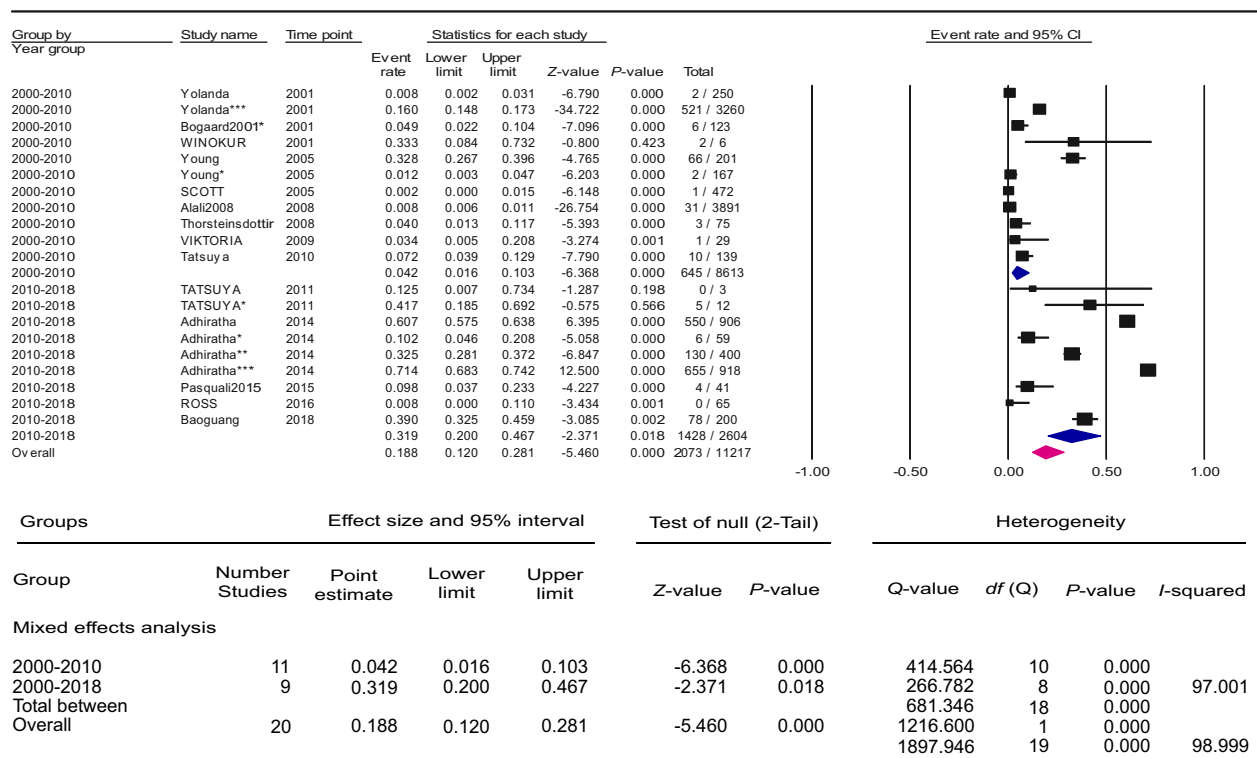 Group by Study name Time point Statistics for each study Event rate and 95% CI
Year group
Event rate Lower limit Upper limit Z-value P-value Total
2000-2010 Yolanda 2001 0.008 0.002 0.031 -6.790 0.000 2 / 250
2000-2010 Yolanda*** 2001 0.160 0.148 0.173 -34.722 0.000 521 / 3260
2000-2010 Bogaard2001* 2001 0.049 0.022 0.104 -7.096 0.000 6 / 123
2000-2010 WINOKUR 2001 0.333 0.084 0.732 -0.800 0.423 2 / 6
2000-2010 Young 2005 0.328 0.267 0.396 -4.765 0.000 66 / 201
2000-2010 Young* 2005 0.012 0.003 0.047 -6.203 0.000 2 / 167
2000-2010 SCOTT 2005 0.002 0.000 0.015 -6.148 0.000 1 / 472
2000-2010 Alali2008 2008 0.008 0.006 0.011 -26.754 0.000 31 / 3891
2000-2010 Thorsteinsdottir 2008 0.040 0.013 0.117 -5.393 0.000 3 / 75
2000-2010 VIKTORIA 2009 0.034 0.005 0.208 -3.274 0.001 1 / 29
2000-2010 Tatsuya 2010 0.072 0.039 0.129 -7.790 0.000 10 / 139
2000-2010 0.042 0.016 0.103 -6.368 0.000 645 / 8613
2010-2018 TATSUYA 2011 0.125 0.007 0.734 -1.287 0.198 0 / 3
2010-2018 TATSUYA* 2011 0.417 0.185 0.692 -0.575 0.566 5 / 12
2010-2018 Adhiratha 2014 0.607 0.575 0.638 6.395 0.000 550 / 906
2010-2018 Adhiratha* 2014 0.102 0.046 0.208 -5.058 0.000 6 / 59
2010-2018 Adhiratha** 2014 0.325 0.281 0.372 -6.847 0.000 130 / 400
2010-2018 Adhiratha*** 2014 0.714 0.683 0.742 12.500 0.000 655 / 918
2010-2018 Pasquali2015 2015 0.098 0.037 0.233 -4.227 0.000 4 / 41
2010-2018 ROSS 2016 0.008 0.000 0.110 -3.434 0.001 0 / 65
2010-2018 Baoguang 2018 0.390 0.325 0.459 -3.085 0.002 78 / 200
2010-2018 0.319 0.200 0.467 -2.371 0.018 1428 / 2604
Overall 0.188 0.120 0.281 -5.460 0.000 2073 / 11217
-1.00 -0.50 0.00 0.50 1.00
Groups Effect size and 95% interval Test of null (2-Tail) Heterogeneity
Group Number Studies Point estimate Lower limit Upper limit Z-value P-value Q-value df (Q) P-value I-squared
Mixed effects analysis
2000-2010 11 0.042 0.016 0.103 -6.368 0.000 414.564 10 0.000
2000-2018 9 0.319 0.200 0.467 -2.371 0.018 266.782 8 0.000 97.001
Total between 681.346 18 0.000
Overall 20 0.188 0.120 0.281 -5.460 0.000 1216.600 1 0.000
1897.946 19 0.000 98.999